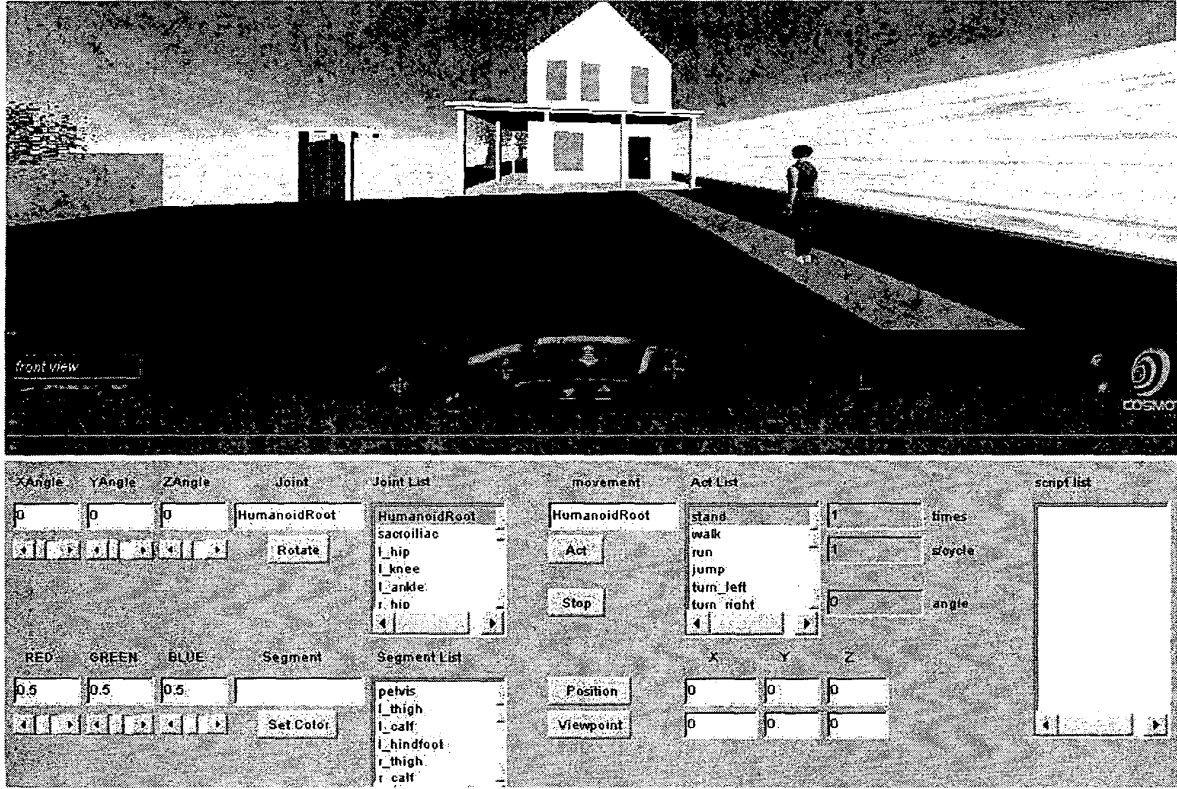 front view
COSMO
XAngle YAngle ZAngle Joint Joint List movement Act List script list
0 0 0 HumanoidRoot HumanoidRoot HumanoidRoot stand 1 times
sacroiliac walk
Rotate l_hip Act run 1 s/cycle
l_knee jump
l_ankle Stop turn_left 0 angle
r_hip turn_right
RED GREEN BLUE Segment Segment List X Y Z
0.5 0.5 0.5 pelvis Position 0 0 0
l_thigh
Set Color l_calf Viewpoint 0 0 0
l_hindfoot
r_thigh
r_calf